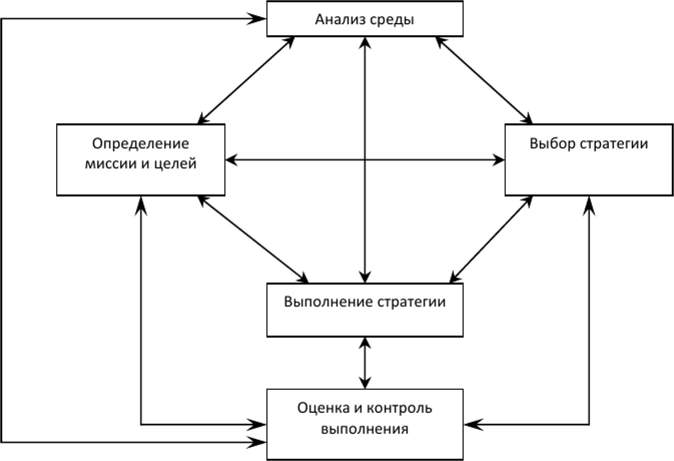 Анализ среды
Определение
миссии и целей
Выбор стратегии
Выполнение стратегии
Оценка и контроль
выполнения